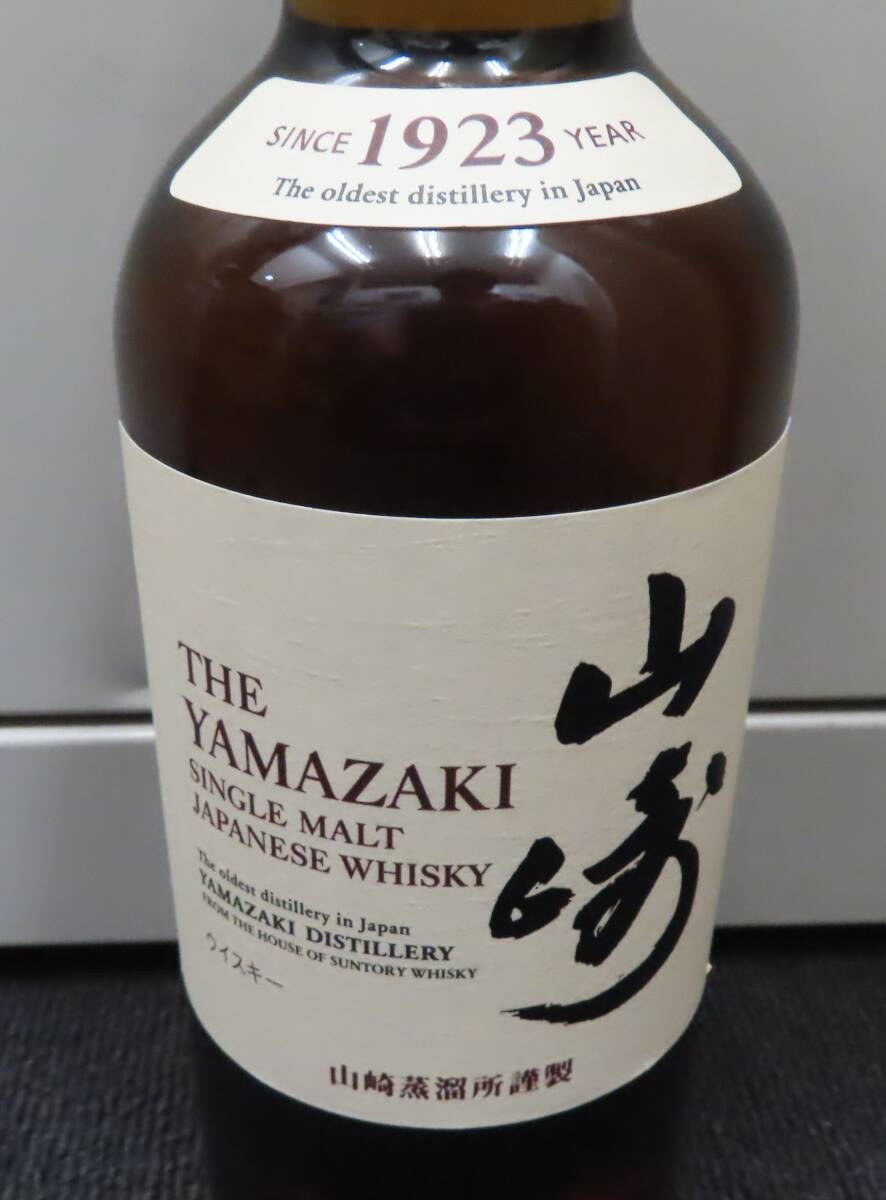 SINCE 1923 YEAR
The oldest distillery in Japan
THE
YAMAZAKI
SINGLE MALT
JAPANESE WHISKY
The oldest distillery in Japan
YAMAZAKI DISTILLERY
FROM THE HOUSE OF SUNTORY WHISKY
ウイスキー
山崎
山崎蒸溜所謹製